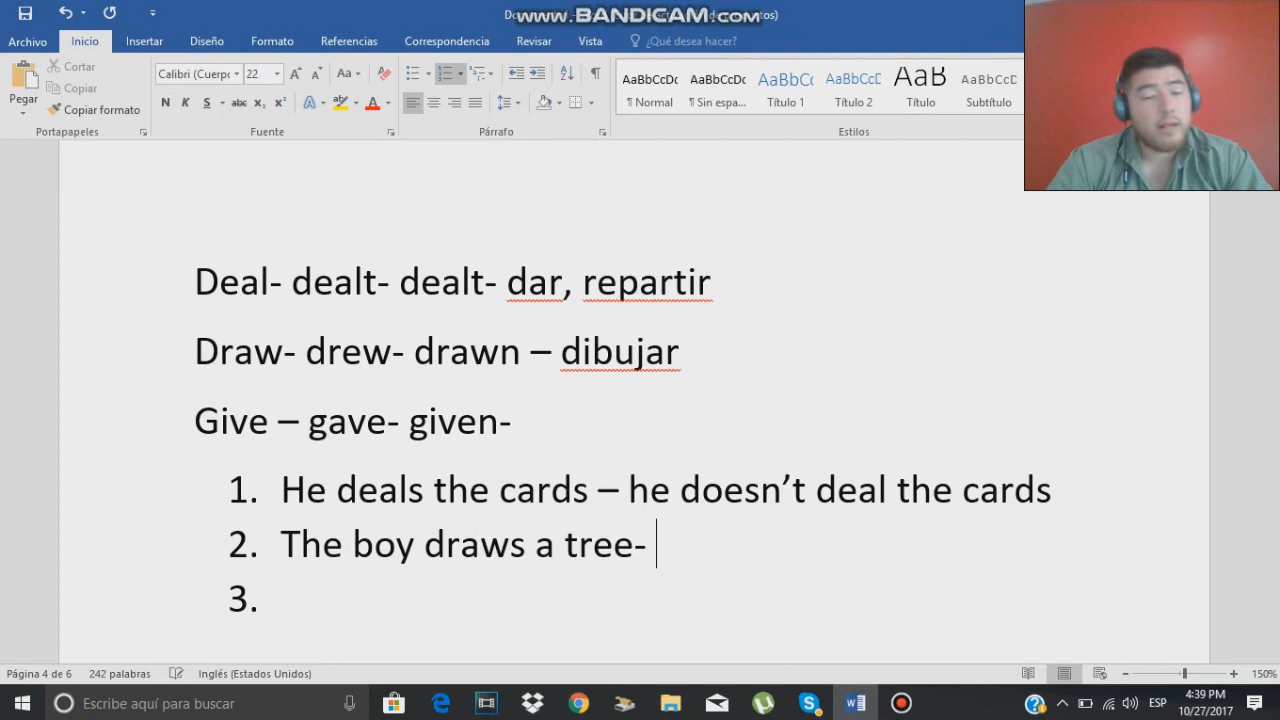 www.BANDICAM.com
Archivo Inicio Insertar Diseño Formato Referencias Correspondencia Revisar Vista ¿Qué desea hacer?
Pegar
Cortar
Copiar
Copiar formato
Portapapeles
Calibri (Cuerpo 22
Fuente
Párrafo
AaBbCcDc AaBbCcDc AaBbC( AaBbCcD AaB AaBbCcD
¶ Normal ¶ Sin espa... Título 1 Título 2 Título Subtítulo
Estilos
Deal- dealt- dealt- dar, repartir
Draw- drew- drawn – dibujar
Give – gave- given-
1. He deals the cards – he doesn’t deal the cards
2. The boy draws a tree-
3.
Página 4 de 6 242 palabras Inglés (Estados Unidos) 150%
Escribe aquí para buscar
ESP
4:39 PM
10/27/2017